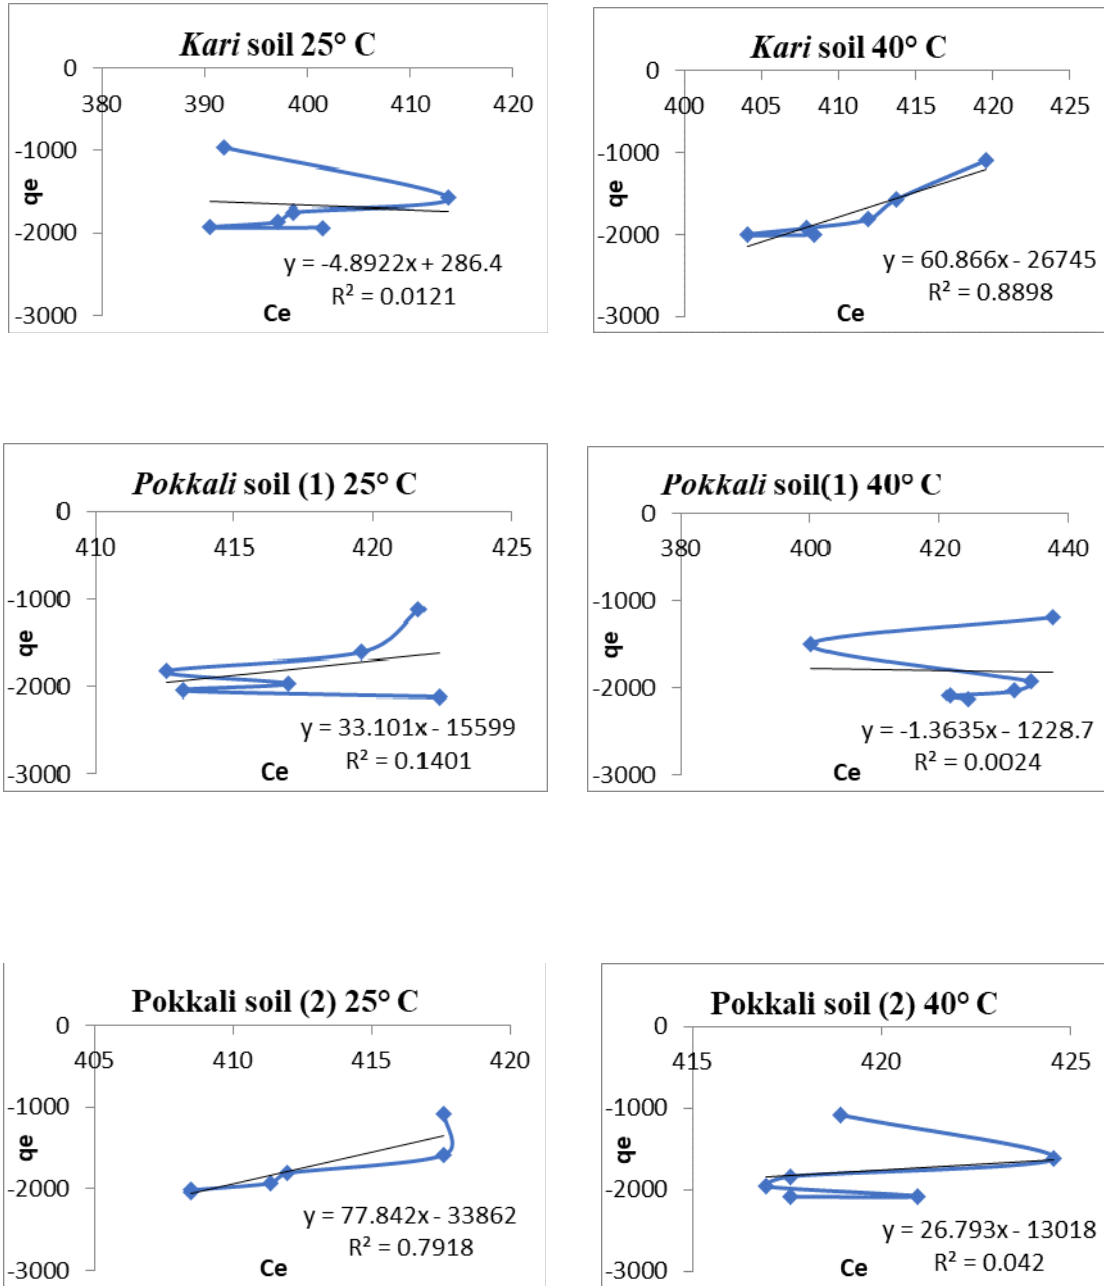 Kari soil 25° C
0
380 390 400 410 420
-1000
qe
-2000
y = -4.8922x + 286.4
R² = 0.0121
-3000
Ce
Kari soil 40° C
0
400 405 410 415 420 425
-1000
qe
-2000
y = 60.866x - 26745
R² = 0.8898
-3000
Ce
Pokkali soil (1) 25° C
0
410 415 420 425
-1000
qe
-2000
y = 33.101x - 15599
R² = 0.1401
-3000
Ce
Pokkali soil(1) 40° C
0
380 400 420 440
-1000
qe
-2000
y = -1.3635x - 1228.7
R² = 0.0024
-3000
Ce
Pokkali soil (2) 25° C
0
405 410 415 420
-1000
qe
-2000
y = 77.842x - 33862
R² = 0.7918
-3000
Ce
Pokkali soil (2) 40° C
0
415 420 425
-1000
qe
-2000
y = 26.793x - 13018
R² = 0.042
-3000
Ce